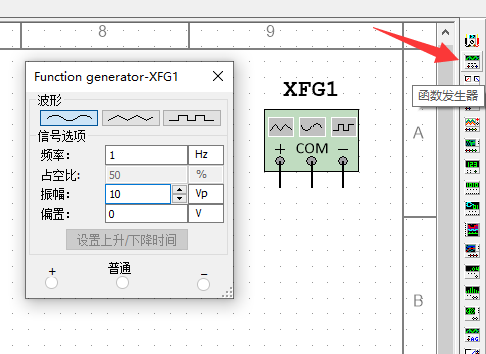 8
9
Function generator-XFG1
波形
信号选项
频率:
1
Hz
占空比:
50
%
振幅:
10
Vp
偏置:
0
V
设置上升/下降时间
+
普通
−
XFG1
+ COM −
函数发生器
A
B